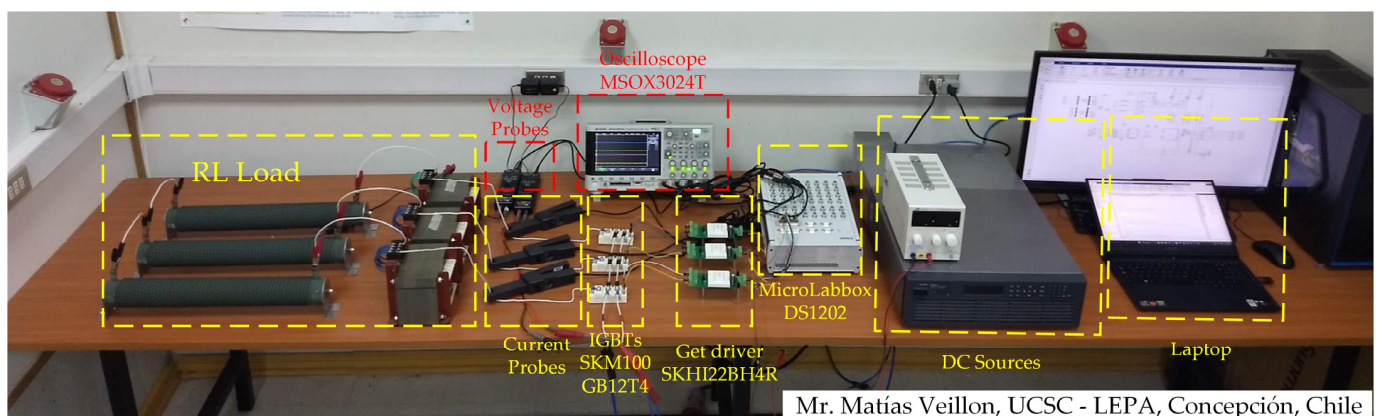 Oscilloscope
MSOX3024T
Voltage
Probes
RL Load
MicroLabbox
DS1202
Current
Probes
IGBTs
SKM100
GB12T4
Get driver
SKHI22BH4R
DC Sources
Laptop
Mr. Matías Veillon, UCSC - LEPA, Concepción, Chile